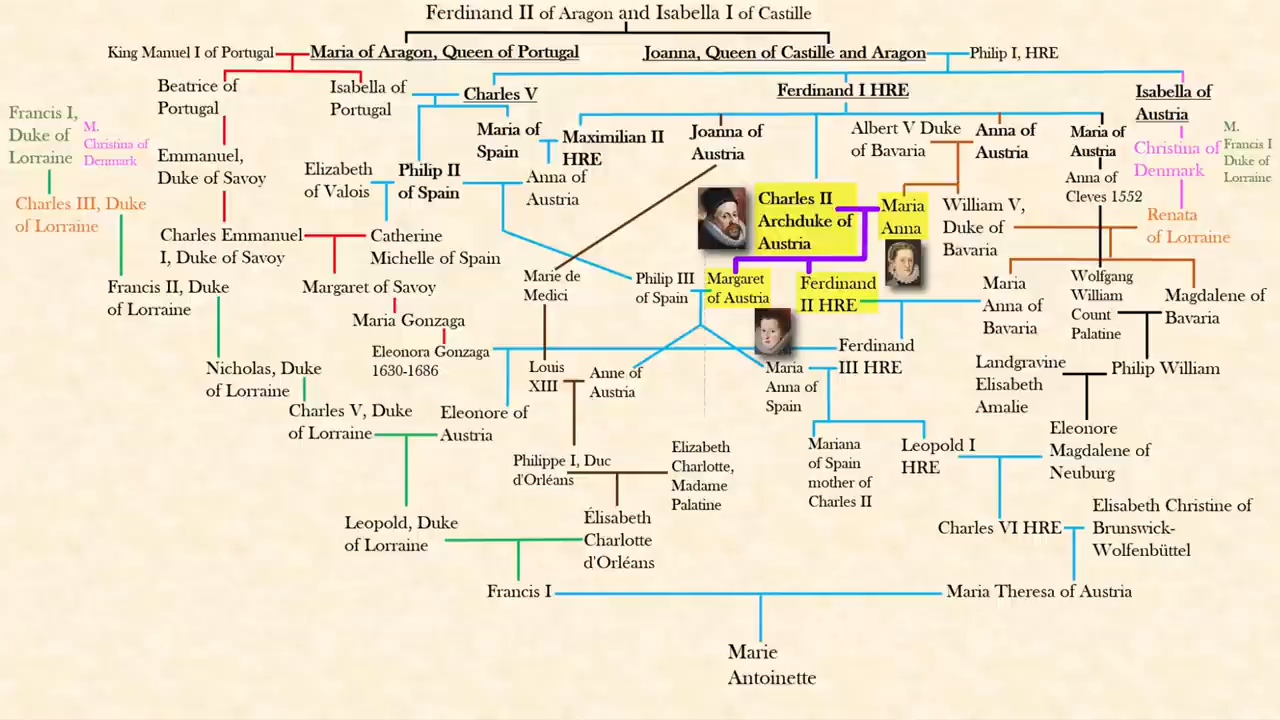 Ferdinand II of Aragon and Isabella I of Castille
King Manuel I of Portugal
Maria of Aragon, Queen of Portugal
Joanna, Queen of Castille and Aragon
Philip I, HRE
Beatrice of
Portugal
Isabella of
Portugal
Charles V
Ferdinand I HRE
Isabella of
Austria
Francis I,
Duke of
Lorraine
M.
Christina of
Denmark
Maria of
Spain
Maximilian II
HRE
Joanna of
Austria
Albert V Duke
of Bavaria
Anna of
Austria
Maria of
Austria
Christina of
Denmark
M.
Francis I
Duke of
Lorraine
Emmanuel,
Duke of Savoy
Elizabeth
of Valois
Philip II
of Spain
Anna of
Austria
Anna of
Cleves 1552
Charles III, Duke
of Lorraine
Charles II
Archduke of
Austria
Maria
Anna
William V,
Duke of
Bavaria
Renata
of Lorraine
Charles Emmanuel
I, Duke of Savoy
Catherine
Michelle of Spain
Francis II, Duke
of Lorraine
Margaret of Savoy
Marie de
Medici
Philip III
of Spain
Margaret
of Austria
Ferdinand
II HRE
Maria
Anna of
Bavaria
Wolfgang
William
Count
Palatine
Magdalene of
Bavaria
Maria Gonzaga
Eleonora Gonzaga
1630-1686
Ferdinand
III HRE
Nicholas, Duke
of Lorraine
Louis
XIII
Anne of
Austria
Maria
Anna of
Spain
Landgravine
Elisabeth
Amalie
Philip William
Charles V, Duke
of Lorraine
Eleonore of
Austria
Philippe I, Duc
d'Orléans
Elizabeth
Charlotte,
Madame
Palatine
Mariana
of Spain
mother of
Charles II
Leopold I
HRE
Eleonore
Magdalene of
Neuburg
Leopold, Duke
of Lorraine
Élisabeth
Charlotte
d'Orléans
Charles VI HRE
Elisabeth Christine of
Brunswick-
Wolfenbüttel
Francis I
Maria Theresa of Austria
Marie
Antoinette